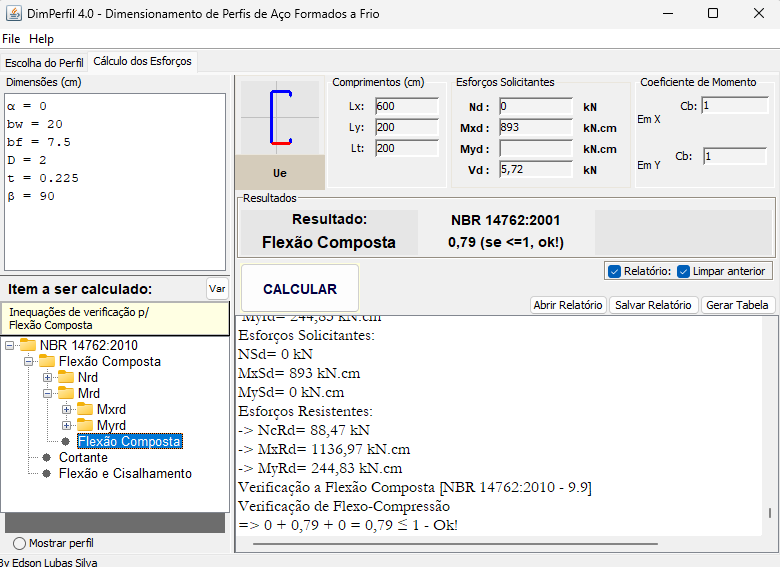 DimPerfil 4.0 - Dimensionamento de Perfis de Aço Formados a Frio
File Help
Escolha do Perfil Cálculo dos Esforços
Dimensões (cm)
α = 0
bw = 20
bf = 7.5
D = 2
t = 0.225
β = 90
Ue
Comprimentos (cm)
Lx: 600
Ly: 200
Lt: 200
Esforços Solicitantes
Nd : 0 kN
Mxd : 893 kN.cm
Myd : kN.cm
Vd : 5,72 kN
Coeficiente de Momento
Cb: 1
Em X
Cb: 1
Em Y
Resultados
Resultado: NBR 14762:2001
Flexão Composta 0,79 (se <=1, ok!)
Relatório: Limpar anterior
Item a ser calculado: Var
Inequações de verificação p/
Flexão Composta
CALCULAR
Abrir Relatório Salvar Relatório Gerar Tabela
NBR 14762:2010
Flexão Composta
Nrd
Mrd
Mxrd
Myrd
Flexão Composta
Cortante
Flexão e Cisalhamento
MyRd= 244,83 kN.cm
Esforços Solicitantes:
NSd= 0 kN
MxSd= 893 kN.cm
MySd= 0 kN.cm
Esforços Resistentes:
-> NcRd= 88,47 kN
-> MxRd= 1136,97 kN.cm
-> MyRd= 244,83 kN.cm
Verificação a Flexão Composta [NBR 14762:2010 - 9.9]
Verificação de Flexo-Compressão
=> 0 + 0,79 + 0 = 0,79 ≤ 1 - Ok!
Mostrar perfil
By Edson Lubas Silva